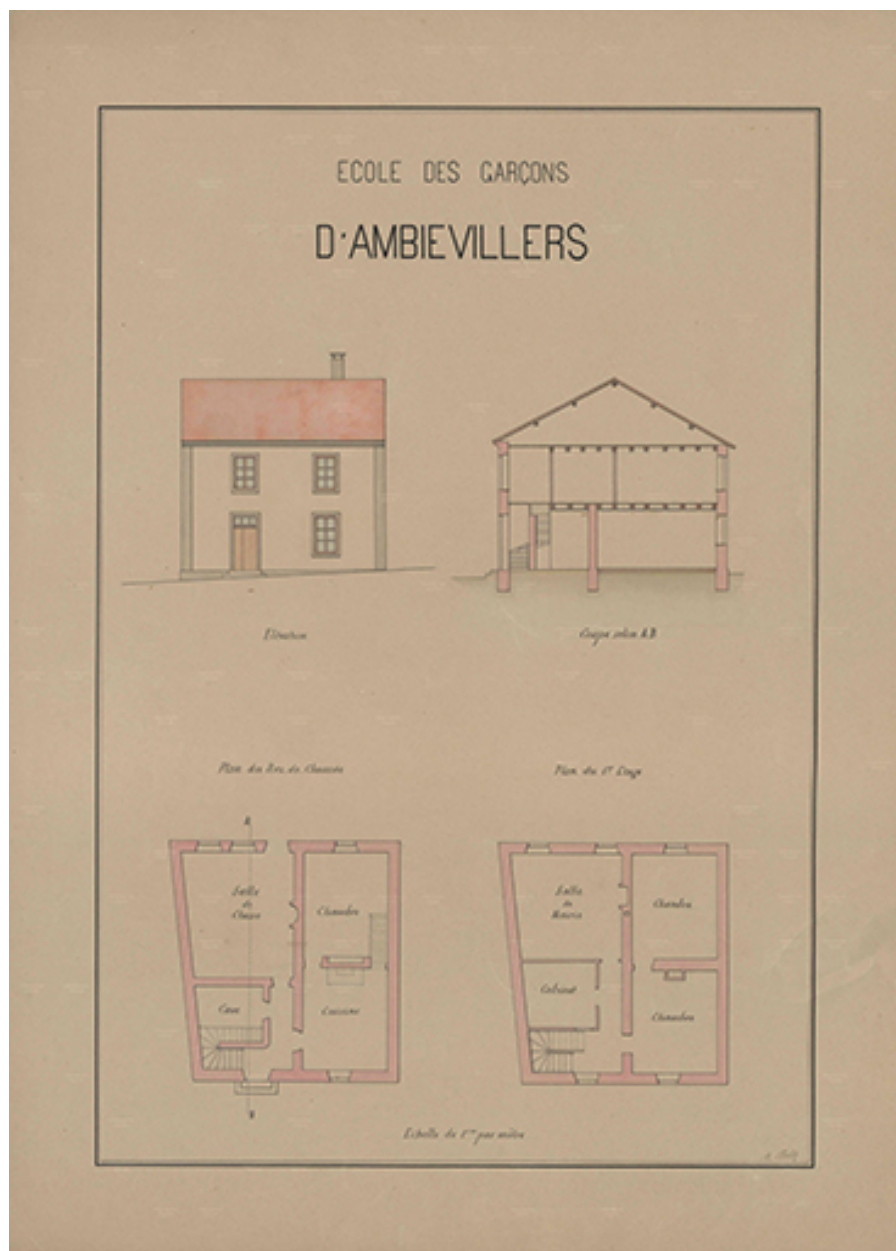 ECOLE DES GARÇONS
D'AMBIEVILLERS
Elévation
Coupe selon A.B
Plan du Rez de Chaussée
Plan du 1er Etage
A
Salle
de
Classe
Chambre
Cave
Cuisine
B
Salle
de
Mairie
Chambre
Cabinet
Chambre
Echelle de 1cm par mètre